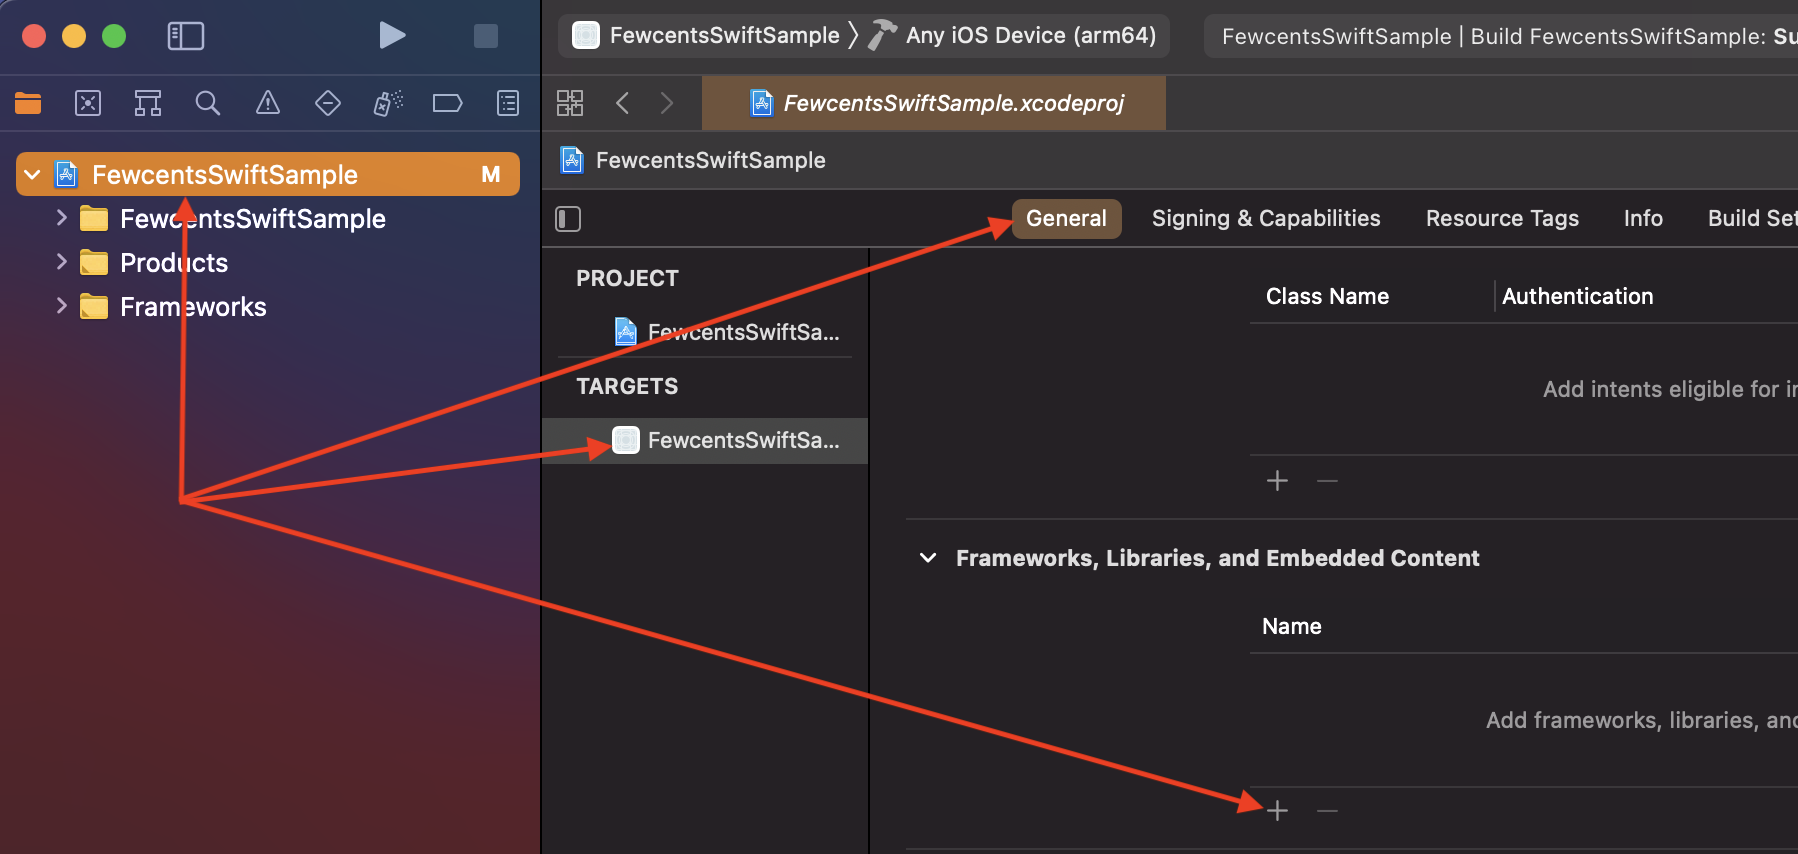 FewcentsSwiftSample
Any iOS Device (arm64)
FewcentsSwiftSample | Build FewcentsSwiftSample: Su
FewcentsSwiftSample.xcodeproj
FewcentsSwiftSample M
FewcentsSwiftSample
Products
Frameworks
FewcentsSwiftSample
General Signing & Capabilities Resource Tags Info Build Set
PROJECT
FewcentsSwiftSa...
TARGETS
FewcentsSwiftSa...
Class Name Authentication
Add intents eligible for in
Frameworks, Libraries, and Embedded Content
Name
Add frameworks, libraries, and